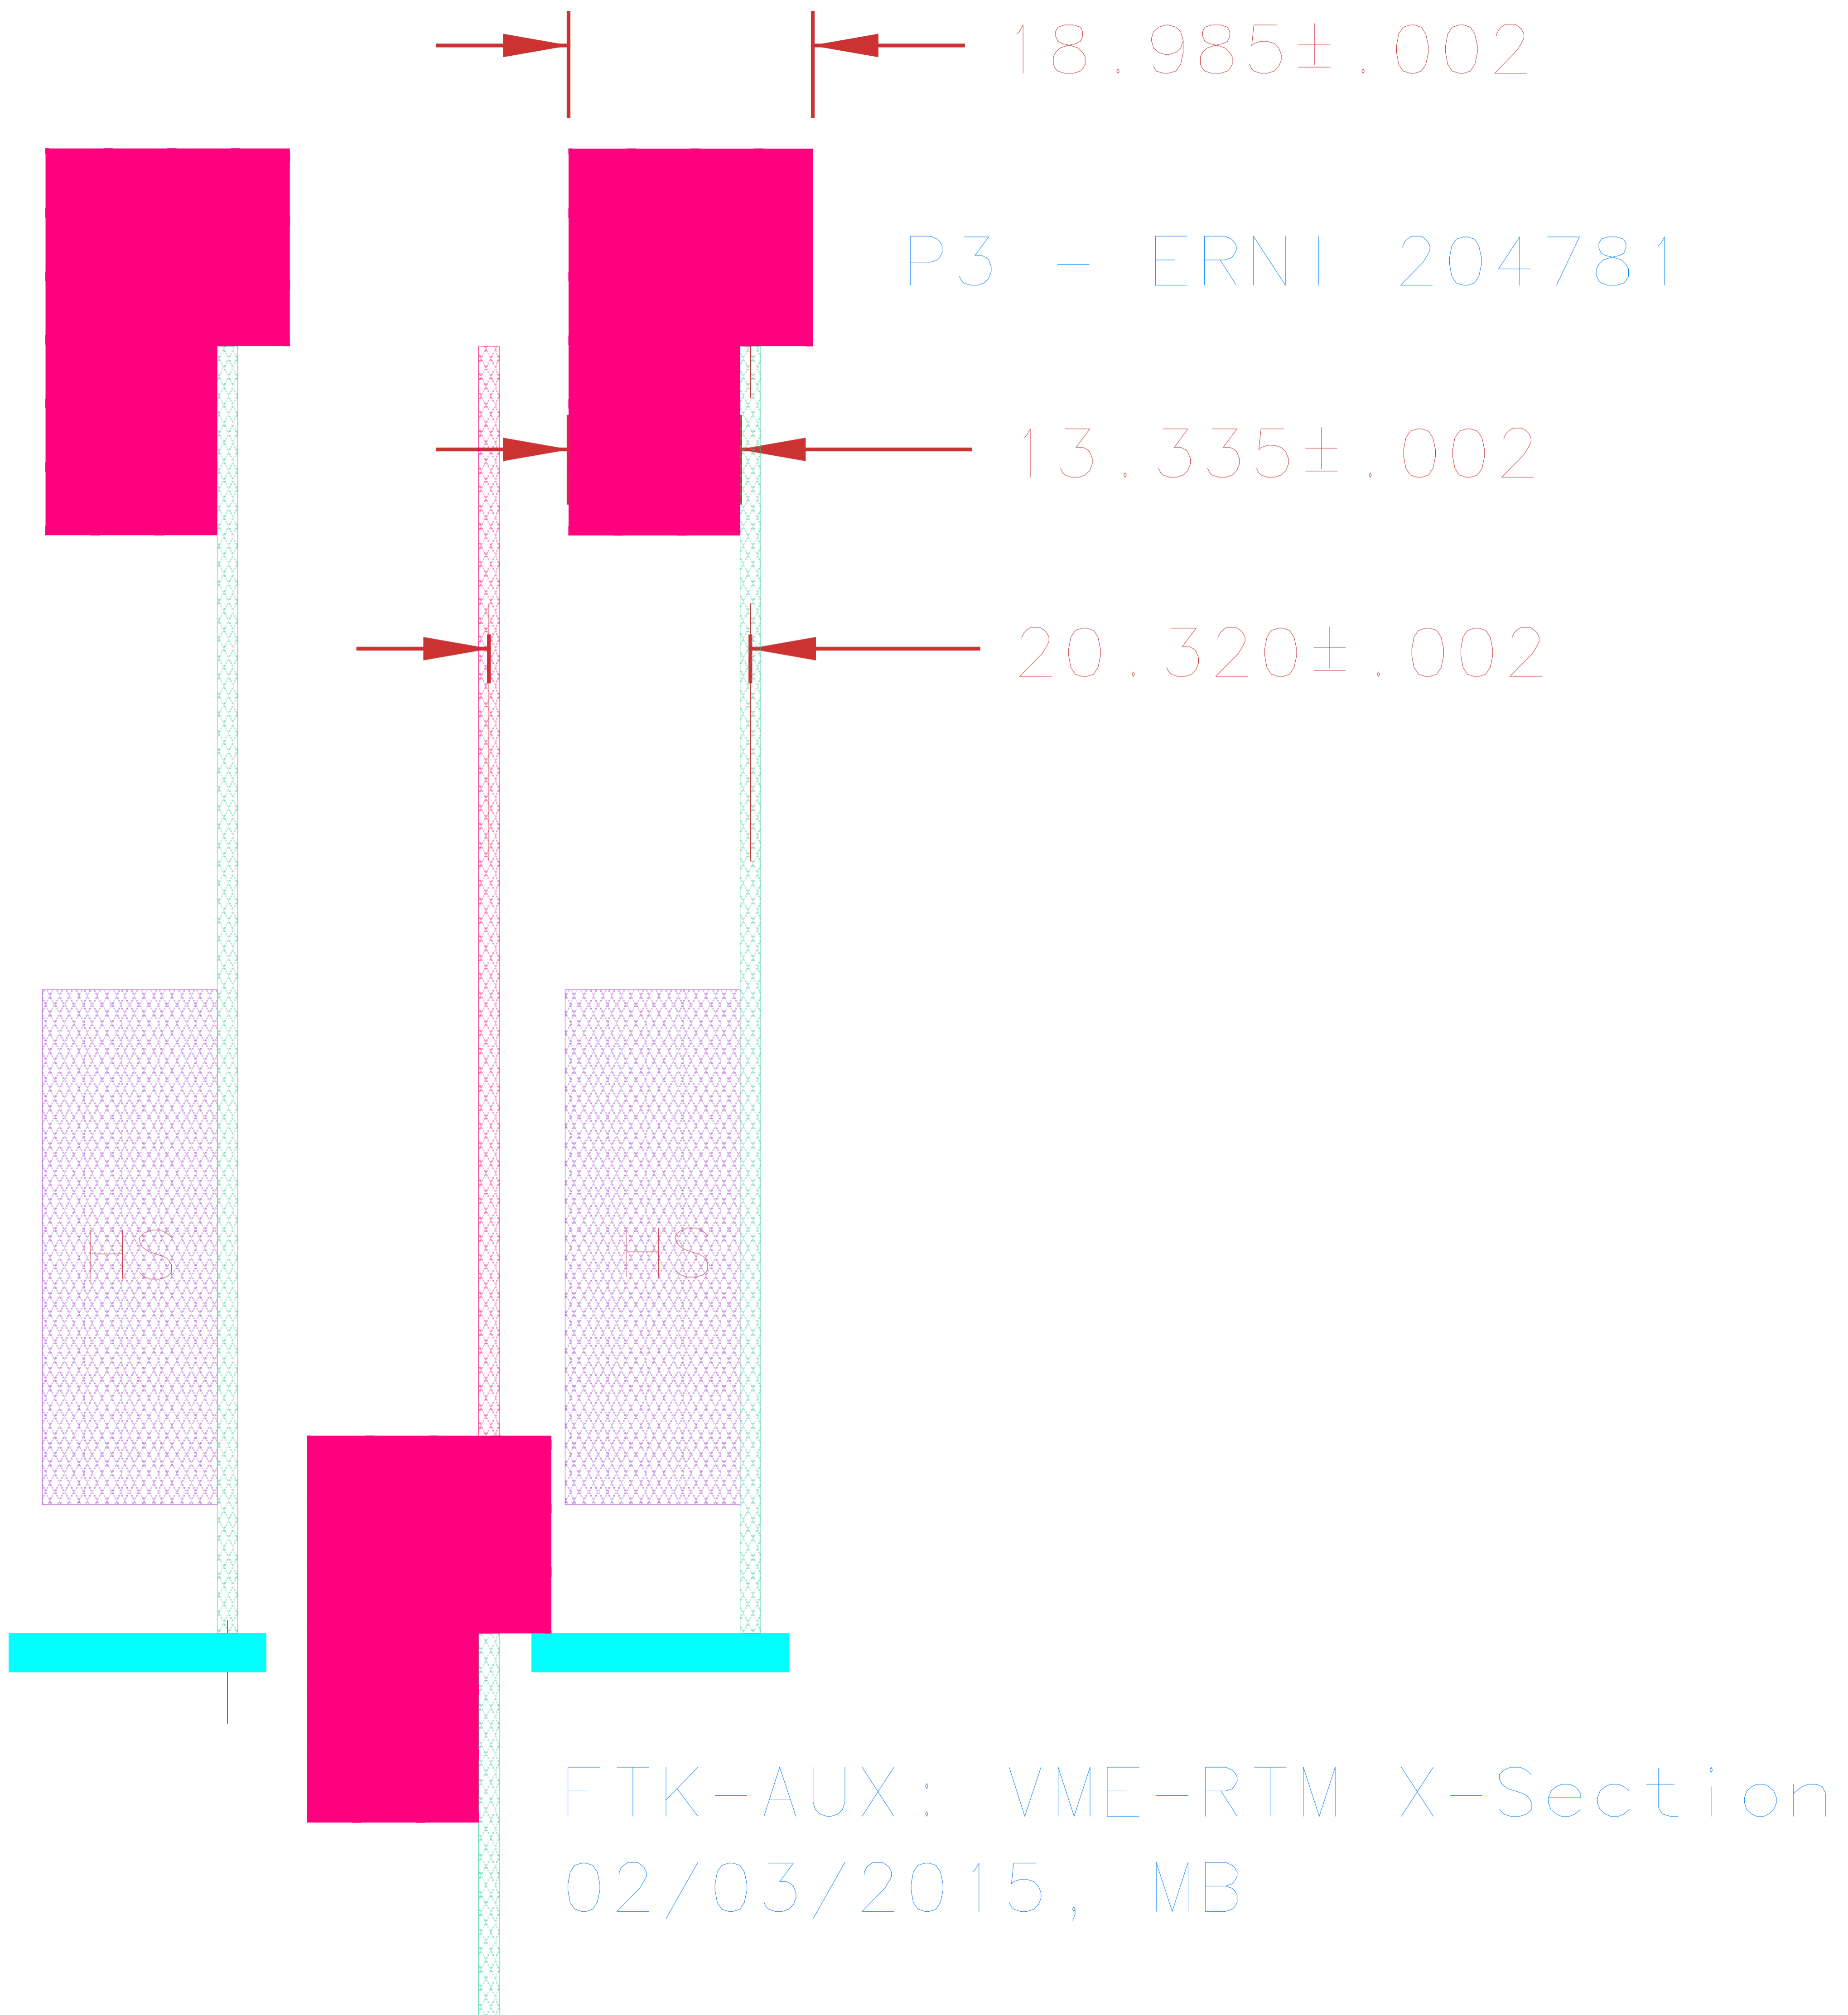 18.985±.002
P3 - ERNI 204781
13.335±.002
20.320±.002
HS
HS
FTK-AUX: VME-RTM X-Section
02/03/2015, MB